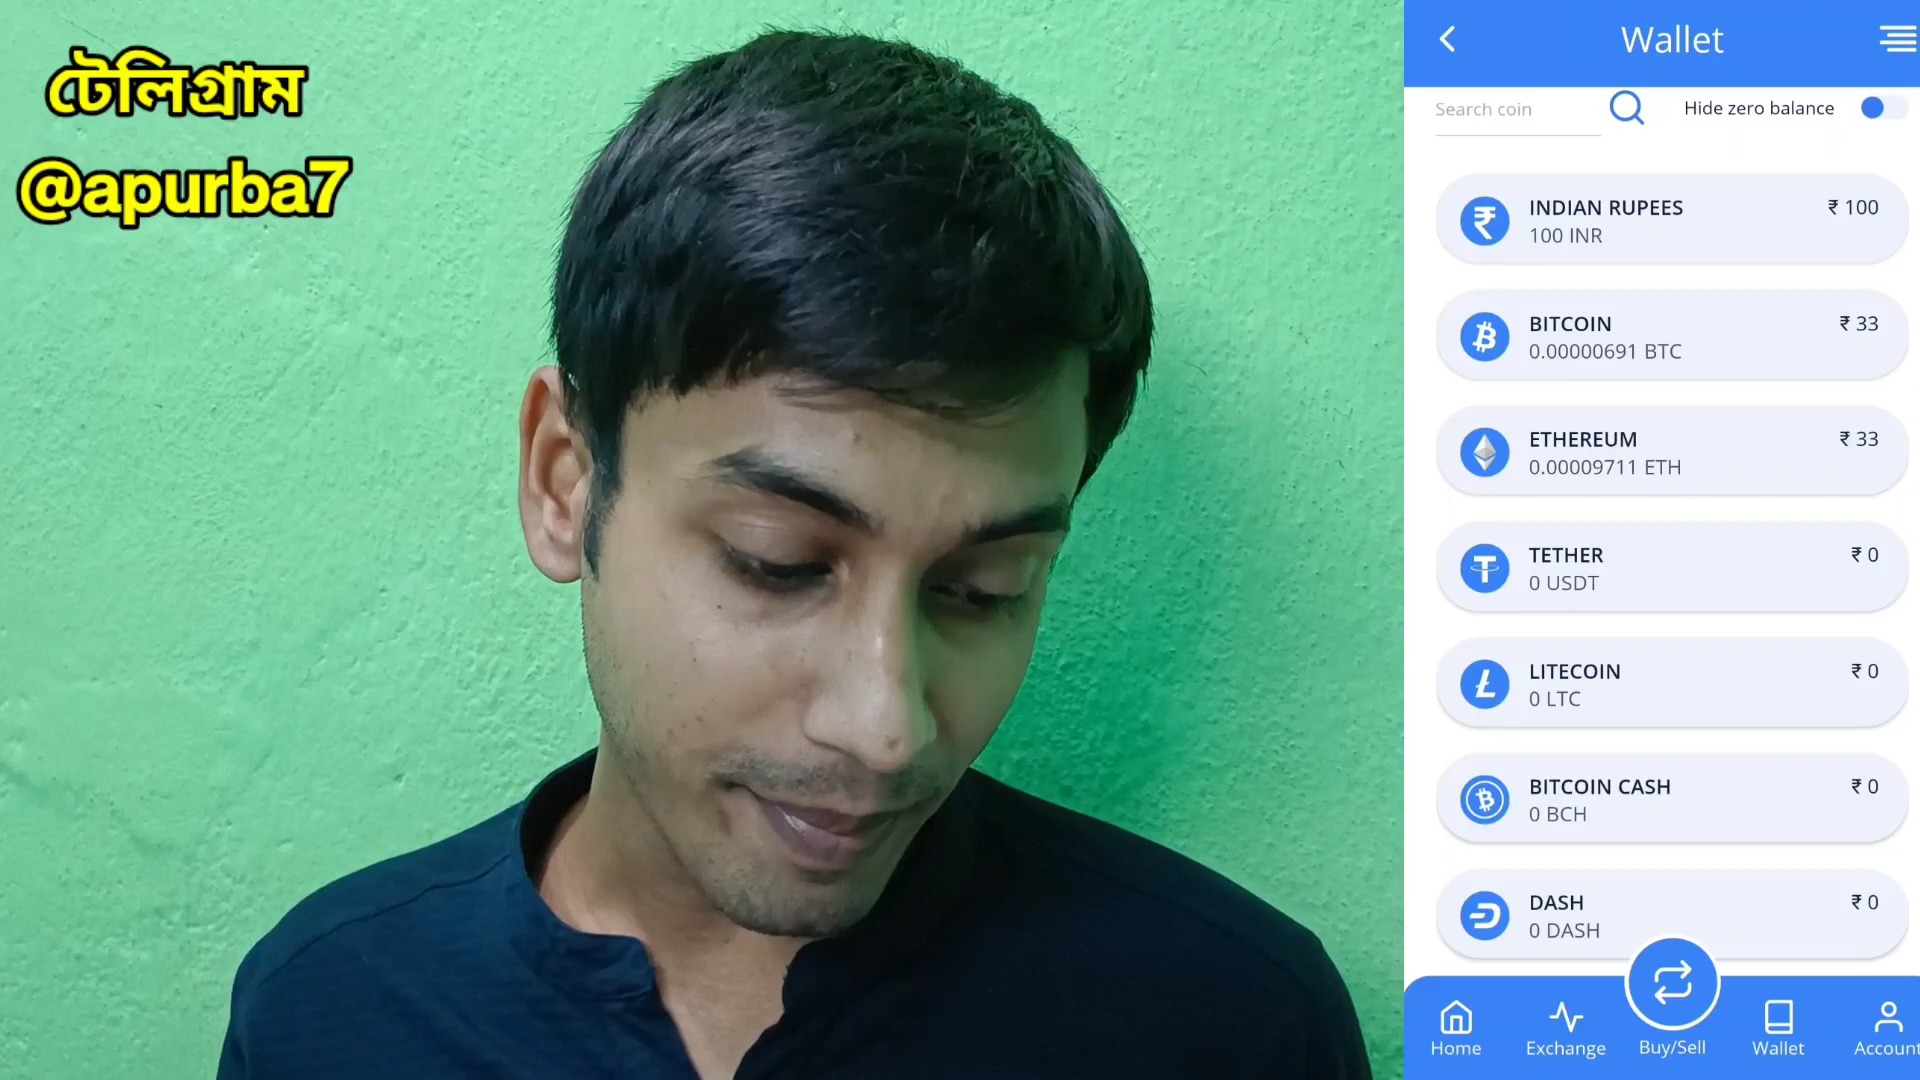 টেলিগ্রাম
@apurba7
Wallet
Search coin
Hide zero balance
INDIAN RUPEES
₹ 100
100 INR
BITCOIN
₹ 33
0.00000691 BTC
ETHEREUM
₹ 33
0.00009711 ETH
TETHER
₹ 0
0 USDT
LITECOIN
₹ 0
0 LTC
BITCOIN CASH
₹ 0
0 BCH
DASH
₹ 0
0 DASH
Home
Exchange
Buy/Sell
Wallet
Account